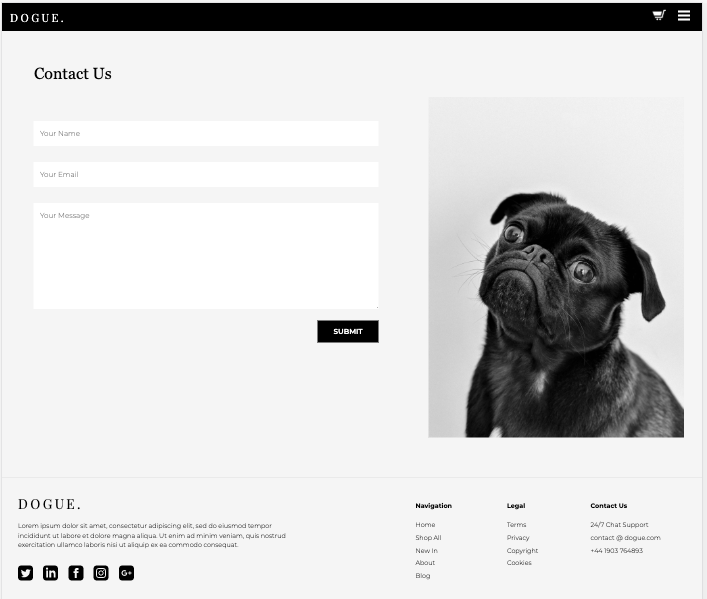 DOGUE.
Contact Us
Your Name
Your Email
Your Message
SUBMIT
DOGUE.
Lorem ipsum dolor sit amet, consectetur adipiscing elit, sed do eiusmod tempor
incididunt ut labore et dolore magna aliqua. Ut enim ad minim veniam, quis nostrud
exercitation ullamco laboris nisi ut aliquip ex ea commodo consequat.
Navigation
Home
Shop All
New In
About
Blog
Legal
Terms
Privacy
Copyright
Cookies
Contact Us
24/7 Chat Support
contact @ dogue.com
+44 1903 764893